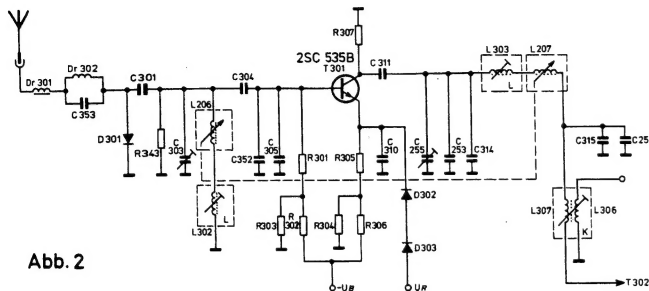 R307
2SC 535B
T301
C311
L303
L207
L
Dr 301
Dr 302
C353
C301
C304
L206
D301
R343
C
303
C352
C
305
R301
R305
C
310
C
255
C
253
C314
C315
C25
L302
L
R303
R
302
R304
R306
D302
D303
L307
L306
K
Abb. 2
-UB
UR
T302